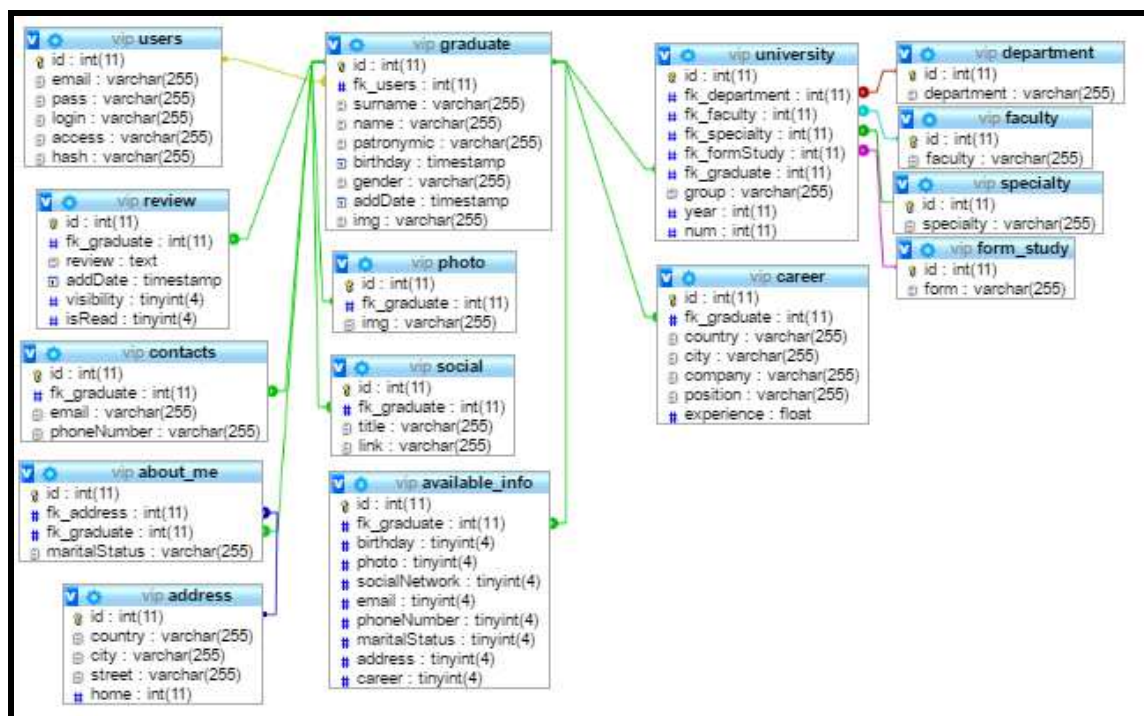 vip users
id : int(11)
email : varchar(255)
pass : varchar(255)
login : varchar(255)
access : varchar(255)
hash : varchar(255)
vip review
id : int(11)
fk_graduate : int(11)
review : text
addDate : timestamp
visibility : tinyint(4)
isRead : tinyint(4)
vip contacts
id : int(11)
fk_graduate : int(11)
email : varchar(255)
phoneNumber : varchar(255)
vip about_me
id : int(11)
fk_address : int(11)
fk_graduate : int(11)
maritalStatus : varchar(255)
vip address
id : int(11)
country : varchar(255)
city : varchar(255)
street : varchar(255)
home : int(11)
vip graduate
id : int(11)
fk_users : int(11)
surname : varchar(255)
name : varchar(255)
patronymic : varchar(255)
birthday : timestamp
gender : varchar(255)
addDate : timestamp
img : varchar(255)
vip photo
id : int(11)
fk_graduate : int(11)
img : varchar(255)
vip social
id : int(11)
fk_graduate : int(11)
title : varchar(255)
link : varchar(255)
vip available_info
id : int(11)
fk_graduate : int(11)
birthday : tinyint(4)
photo : tinyint(4)
socialNetwork : tinyint(4)
email : tinyint(4)
phoneNumber : tinyint(4)
maritalStatus : tinyint(4)
address : tinyint(4)
career : tinyint(4)
vip university
id : int(11)
fk_department : int(11)
fk_faculty : int(11)
fk_specialty : int(11)
fk_formStudy : int(11)
fk_graduate : int(11)
group : varchar(255)
year : int(11)
num : int(11)
vip career
id : int(11)
fk_graduate : int(11)
country : varchar(255)
city : varchar(255)
company : varchar(255)
position : varchar(255)
experience : float
vip department
id : int(11)
department : varchar(255)
vip faculty
id : int(11)
faculty : varchar(255)
vip specialty
id : int(11)
specialty : varchar(255)
vip form_study
id : int(11)
form : varchar(255)